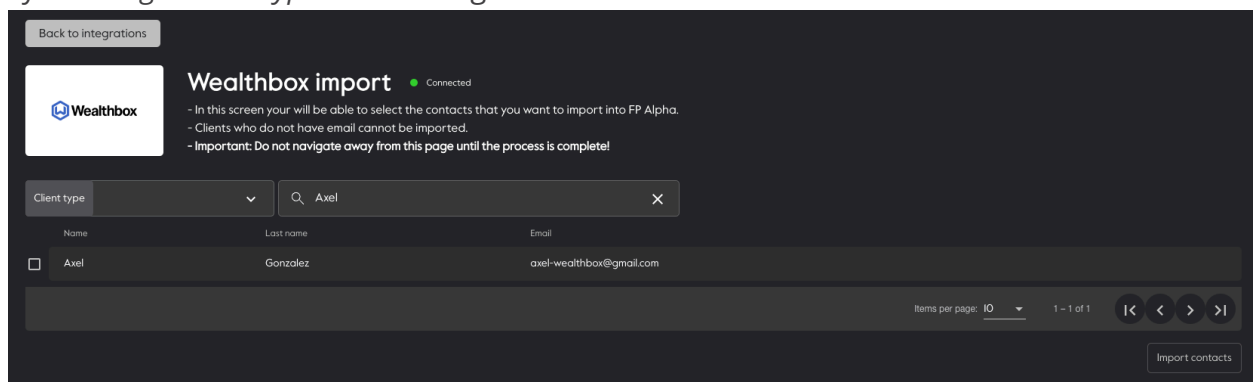 Back to integrations
Wealthbox
Wealthbox import Connected
- In this screen your will be able to select the contacts that you want to import into FP Alpha.
- Clients who do not have email cannot be imported.
- Important: Do not navigate away from this page until the process is complete!
Client type
Axel
Name Last name Email
Axel Gonzalez axel-wealthbox@gmail.com
Items per page: 10 1 – 1 of 1
Import contacts